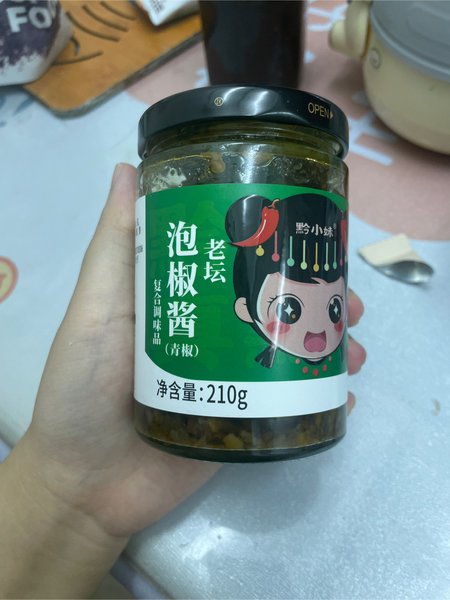 FO
® OPEN
黔小妹
老坛
泡椒酱
(青椒)
复合调味品
净含量:210g